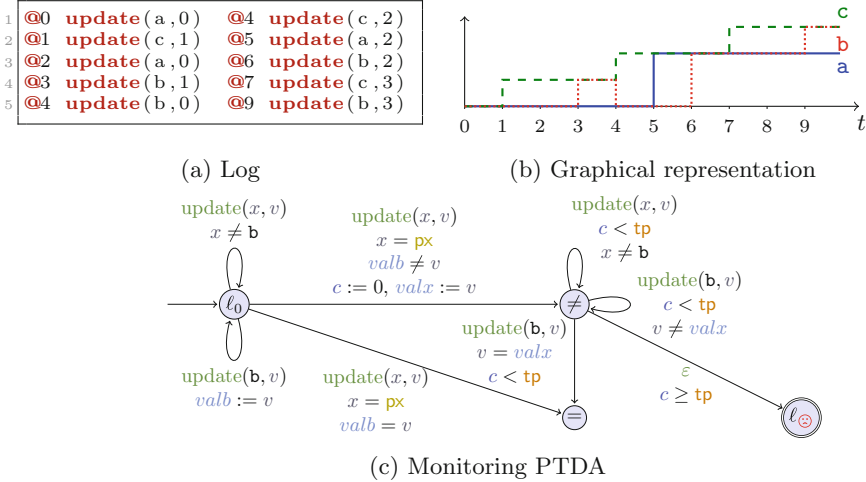 1 @0 update(a,0) @4 update(c,2)
2 @1 update(c,1) @5 update(a,2)
3 @2 update(a,0) @6 update(b,2)
4 @3 update(b,1) @7 update(c,3)
5 @4 update(b,0) @9 update(b,3)
c
b
a
0 1 2 3 4 5 6 7 8 9 t
(a) Log
(b) Graphical representation
update(x, v)
x ≠ b
update(x, v)
x = px
valb ≠ v
c := 0, valx := v
update(x, v)
c < tp
x ≠ b
update(b, v)
c < tp
v ≠ valx
ℓ0
≠
update(b, v)
valb := v
update(x, v)
x = px
valb = v
update(b, v)
v = valx
c < tp
ε
c ≥ tp
=
ℓ☹
(c) Monitoring PTDA